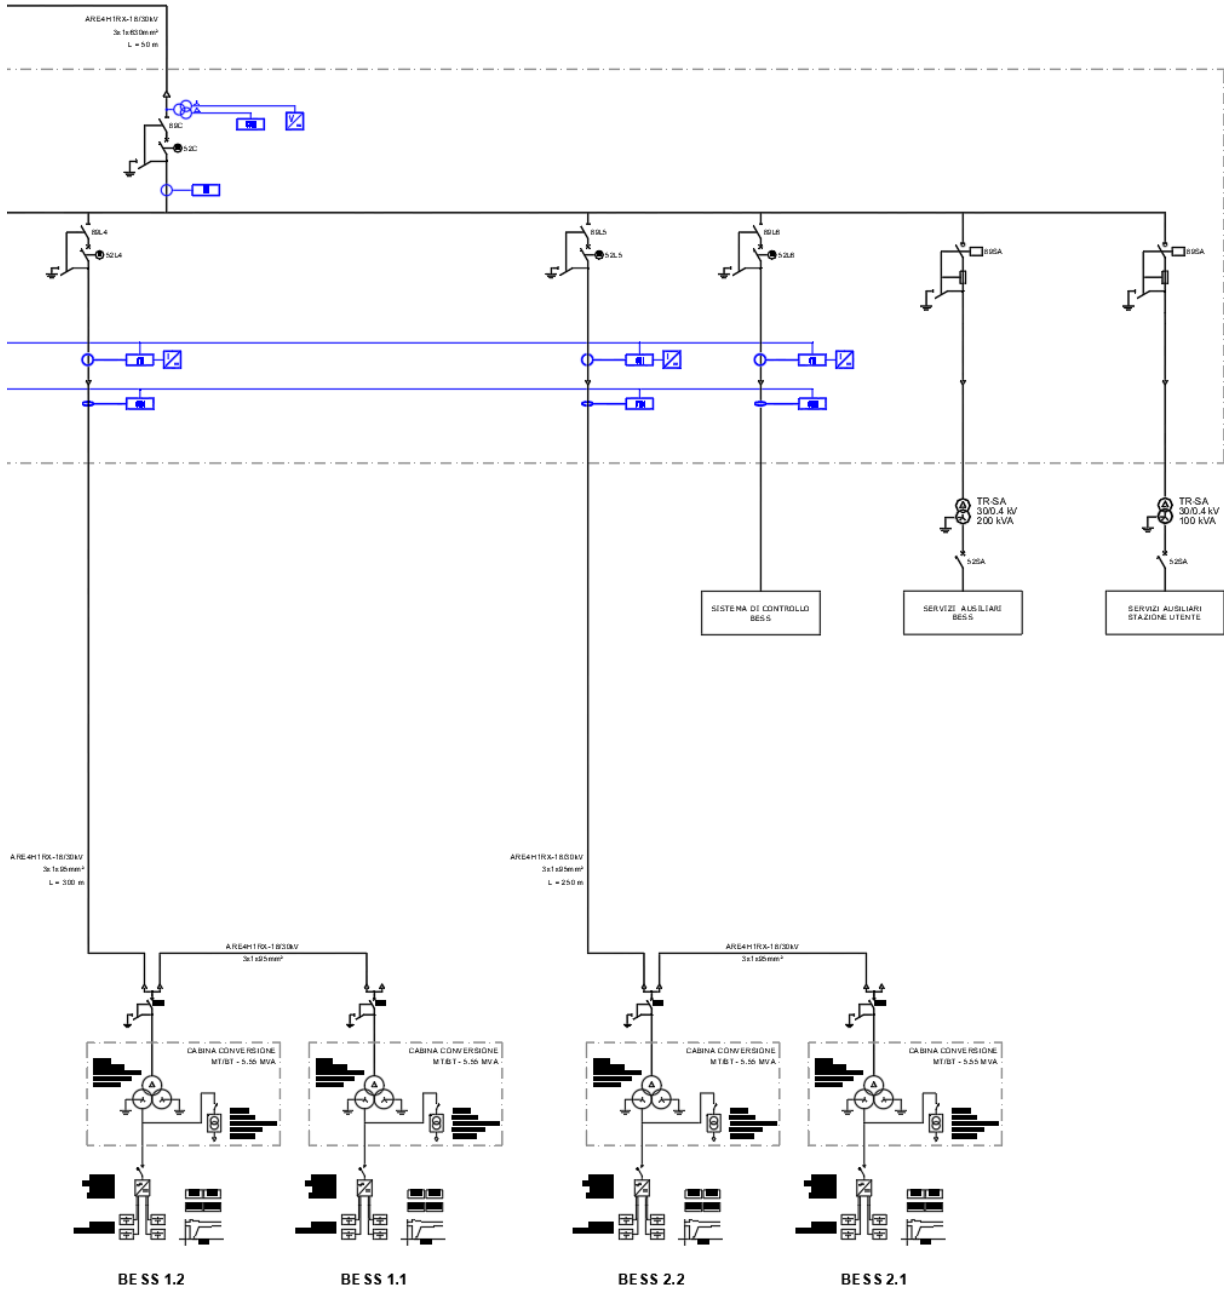 ARE4H1RX-18/30kV
3x1x630mm²
L = 50 m
89C
52C
89L4
52L4
89L5
52L5
89L6
52L6
89SA
89SA
TR-SA
30/0.4 kV
200 kVA
TR-SA
30/0.4 kV
100 kVA
52SA
52SA
SISTEMA DI CONTROLLO
BESS
SERVIZI AUSILIARI
BESS
SERVIZI AUSILIARI
STAZIONE UTENTE
ARE4H1RX-18/30kV
3x1x95mm²
L = 300 m
ARE4H1RX-18/30kV
3x1x95mm²
L = 250 m
ARE4H1RX-18/30kV
3x1x95mm²
ARE4H1RX-18/30kV
3x1x95mm²
CABINA CONVERSIONE
MT/BT - 5.55 MVA
CABINA CONVERSIONE
MT/BT - 5.55 MVA
CABINA CONVERSIONE
MT/BT - 5.55 MVA
CABINA CONVERSIONE
MT/BT - 5.55 MVA
BESS 1.2
BESS 1.1
BESS 2.2
BESS 2.1